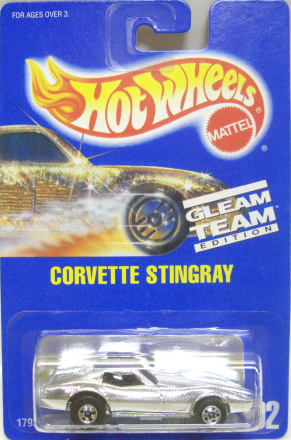 FOR AGES OVER 3.
Hot Wheels
MATTEL
GLEAM
TEAM
EDITION
CORVETTE STINGRAY